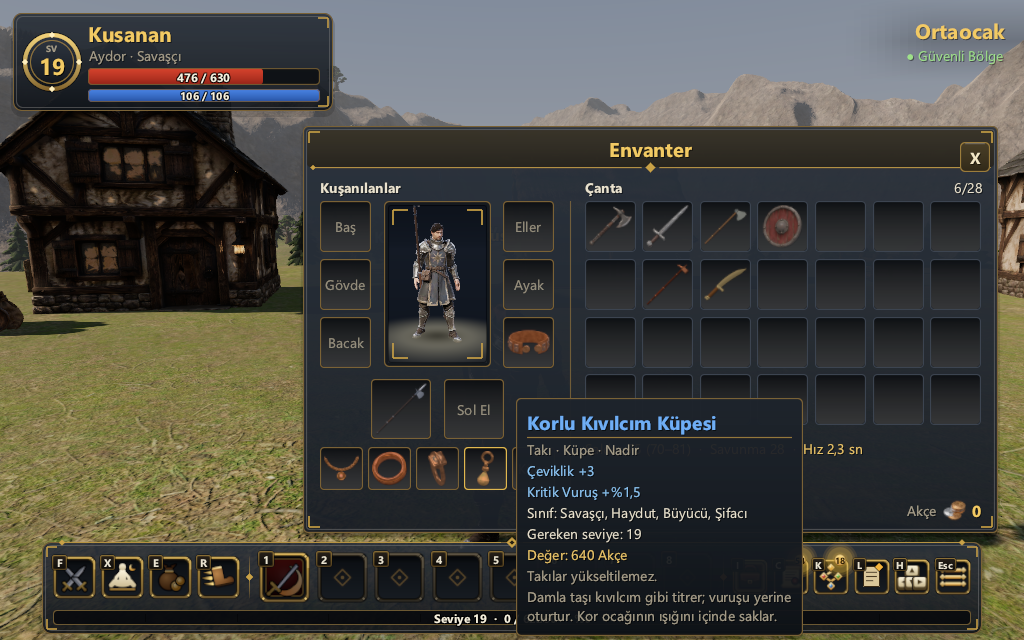 Kusanan
SV
19
Aydor · Savaşçı
476 / 630
106 / 106
Ortaocak
Güvenli Bölge
Envanter
X
Kuşanılanlar
Çanta
6/28
Baş
Eller
Gövde
Ayak
Bacak
Sol El
Korlu Kıvılcım Küpesi
Takı · Küpe · Nadir
Hız 2,3 sn
Çeviklik +3
Kritik Vuruş +%1,5
Sınıf: Savaşçı, Haydut, Büyücü, Şifacı
Akçe 0
Gereken seviye: 19
Değer: 640 Akçe
Takılar yükseltilemez.
Damla taşı kıvılcım gibi titrer; vuruşu yerine
oturtur. Kor ocağının ışığını içinde saklar.
F X E R 1 2 3 4 5 K 18 L H Esc
Seviye 19 · 0 /